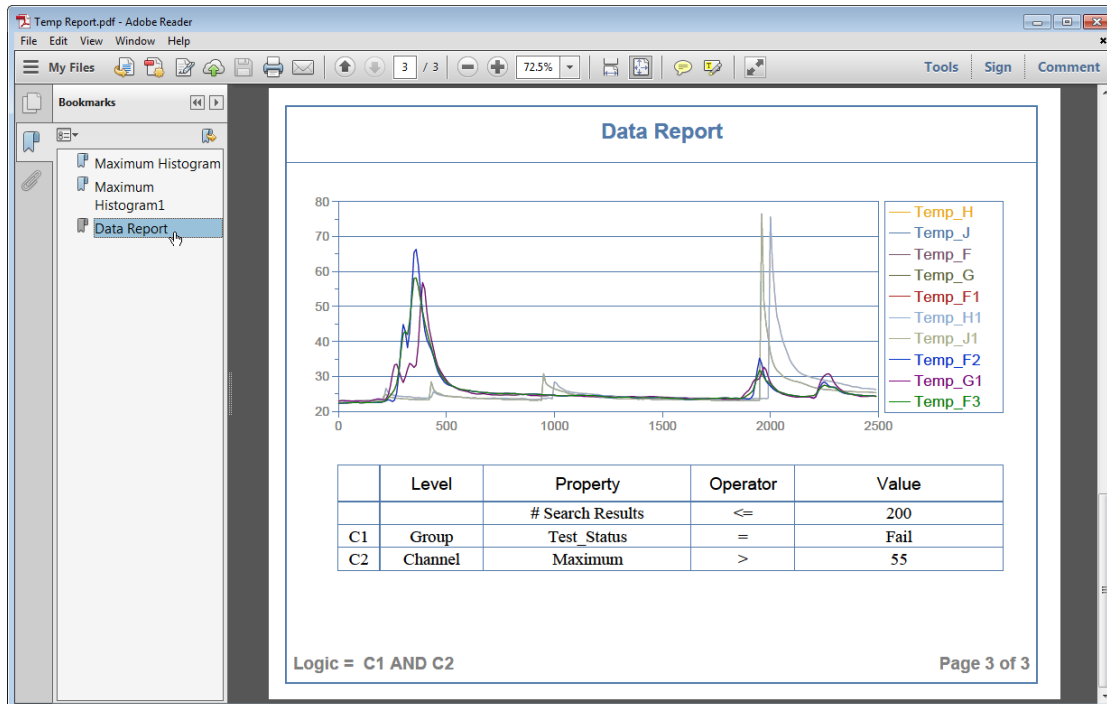 Temp Report.pdf - Adobe Reader
File Edit View Window Help
My Files 3 / 3 72.5% Tools Sign Comment
Bookmarks
Maximum Histogram
Maximum
Histogram1
Data Report
Data Report
80
70
60
50
40
30
20
0 500 1000 1500 2000 2500
Temp_H
Temp_J
Temp_F
Temp_G
Temp_F1
Temp_H1
Temp_J1
Temp_F2
Temp_G1
Temp_F3
Level Property Operator Value
# Search Results <= 200
C1 Group Test_Status = Fail
C2 Channel Maximum > 55
Logic = C1 AND C2 Page 3 of 3